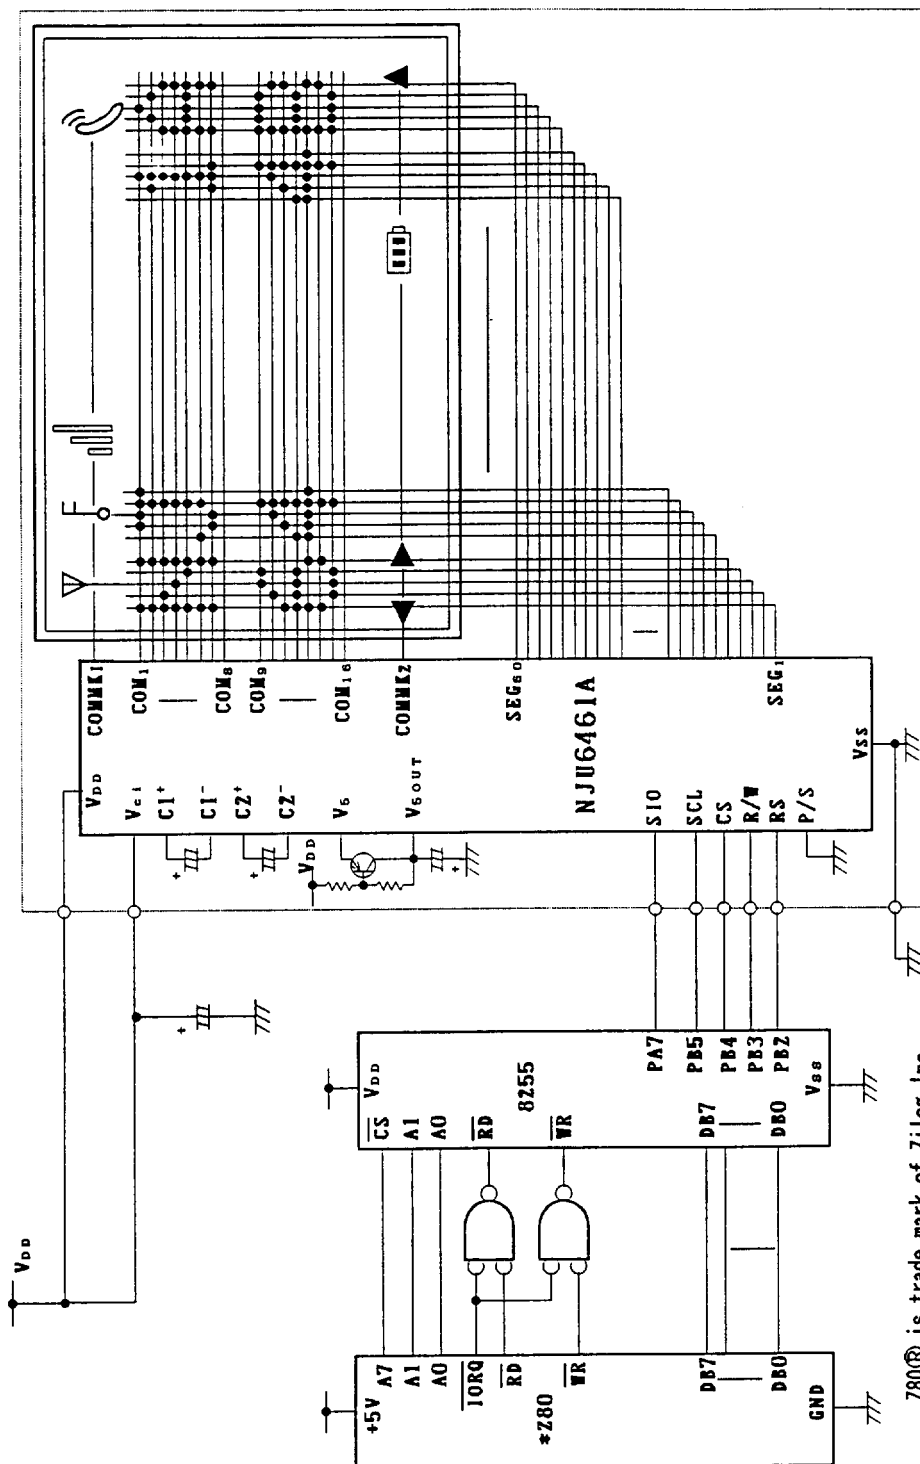 VDD
+5V
A7
A1
A0
IORQ
RD
WR
*Z80
DB7
DB0
GND
VDD
CS
A1
A0
RD
WR
8255
DB7
DB0
PA7
PB5
PB4
PB3
PB2
VSS
VDD
Vci
C1+
C1-
C2+
C2-
VDD
V5
V5OUT
NJU6461A
SIO
SCL
CS
R/W
RS
P/S
VSS
COMMK1
COM1
COM8
COM9
COM16
COMMK2
SEG60
SEG1
F
Z80® is trade mark of Zilog Inc